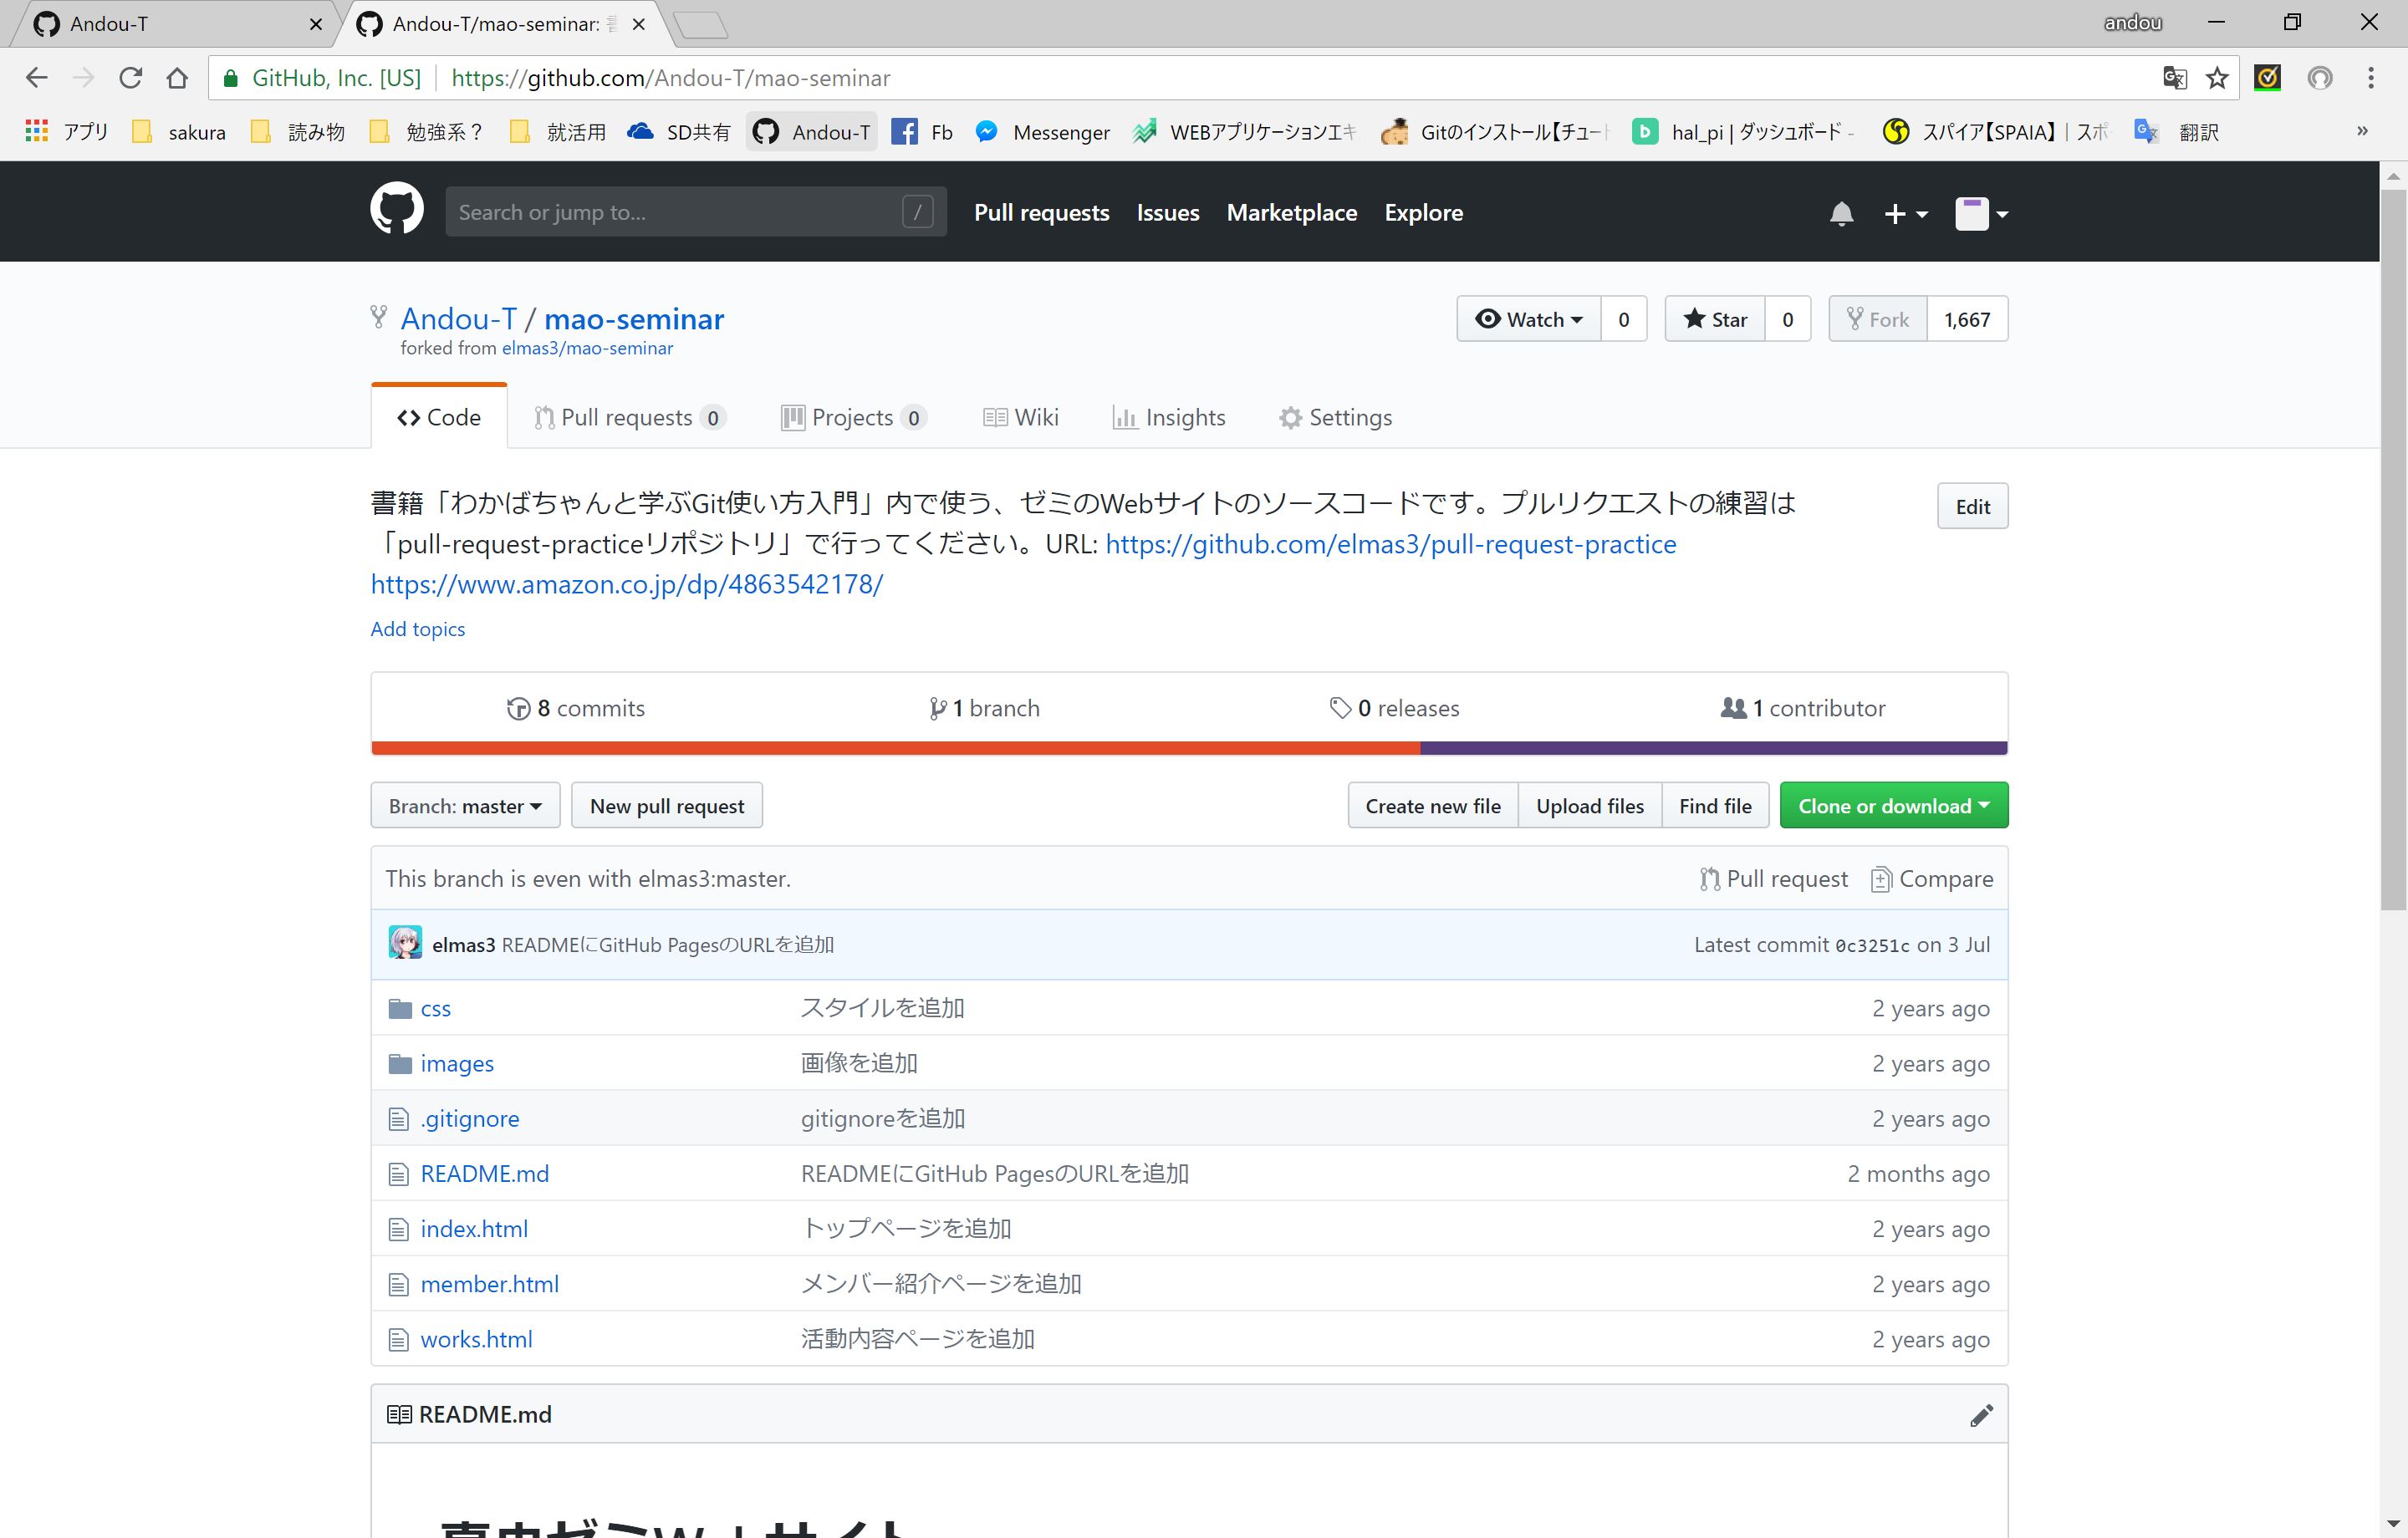 Andou-T
Andou-T/mao-seminar:
andou
GitHub, Inc. [US] https://github.com/Andou-T/mao-seminar
アプリ sakura 読み物 勉強系？ 就活用 SD共有 Andou-T Fb Messenger WEBアプリケーションエキ Gitのインストール【チュート hal_pi | ダッシュボード - スパイア【SPAIA】 | スポ 翻訳 »
Search or jump to... / Pull requests Issues Marketplace Explore
Andou-T / mao-seminar
Watch 0 Star 0 Fork 1,667
forked from elmas3/mao-seminar
Code Pull requests 0 Projects 0 Wiki Insights Settings
書籍「わかばちゃんと学ぶGit使い方入門」内で使う、ゼミのWebサイトのソースコードです。プルリクエストの練習は
「pull-request-practiceリポジトリ」で行ってください。URL: https://github.com/elmas3/pull-request-practice
https://www.amazon.co.jp/dp/4863542178/
Edit
Add topics
8 commits 1 branch 0 releases 1 contributor
Branch: master New pull request Create new file Upload files Find file Clone or download
This branch is even with elmas3:master. Pull request Compare
elmas3 READMEにGitHub PagesのURLを追加 Latest commit 0c3251c on 3 Jul
css スタイルを追加 2 years ago
images 画像を追加 2 years ago
.gitignore gitignoreを追加 2 years ago
README.md READMEにGitHub PagesのURLを追加 2 months ago
index.html トップページを追加 2 years ago
member.html メンバー紹介ページを追加 2 years ago
works.html 活動内容ページを追加 2 years ago
README.md